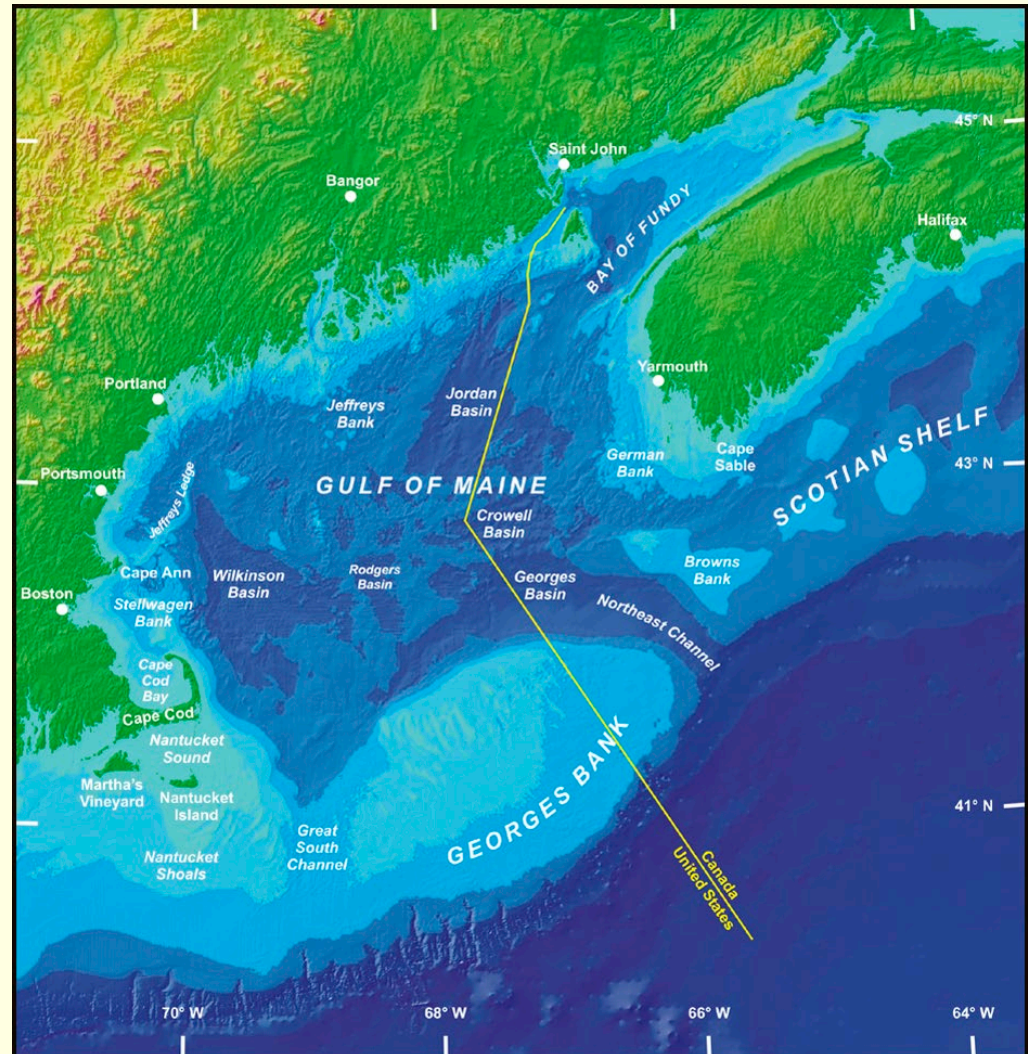 45° N
Saint John
Bangor
BAY OF FUNDY
Halifax
Portland
Yarmouth
Jordan
Basin
Jeffreys
Bank
German
Bank
Cape
Sable
43° N
SCOTIAN SHELF
Portsmouth
Jeffreys Ledge
GULF OF MAINE
Crowell
Basin
Cape Ann
Wilkinson
Basin
Rodgers
Basin
Georges
Basin
Browns
Bank
Boston
Stellwagen
Bank
Northeast Channel
Cape
Cod
Bay
Cape Cod
Nantucket
Sound
Martha's
Vineyard
Nantucket
Island
GEORGES BANK
41° N
Great
South
Channel
Nantucket
Shoals
Canada
United States
70° W
68° W
66° W
64° W